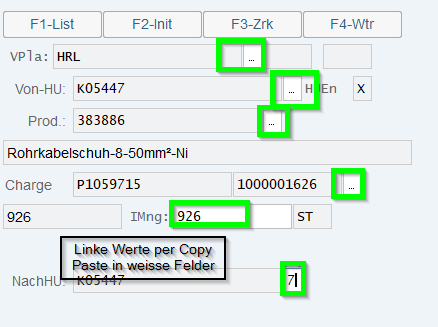 F1-List F2-Init F3-Zrk F4-Wtr
VPla: HRL ...
Von-HU: K05447 ... HUEn X
Prod.: 383886 ...
Rohrkabelschuh-8-50mm²-Ni
Charge P1059715 1000001626 ...
926 IMng: 926 ST
Linke Werte per Copy
Paste in weisse Felder
NachHU: K05447 7